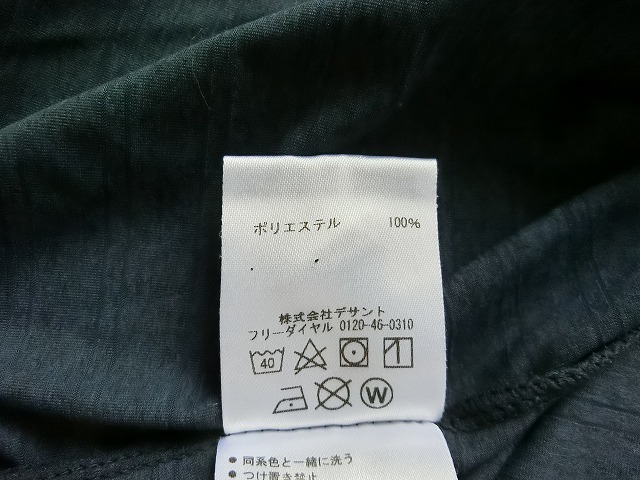 ポリエステル 100%
株式会社デサント
フリーダイヤル 0120-46-0310
40
W
● 同系色と一緒に洗う
● つけ置き禁止